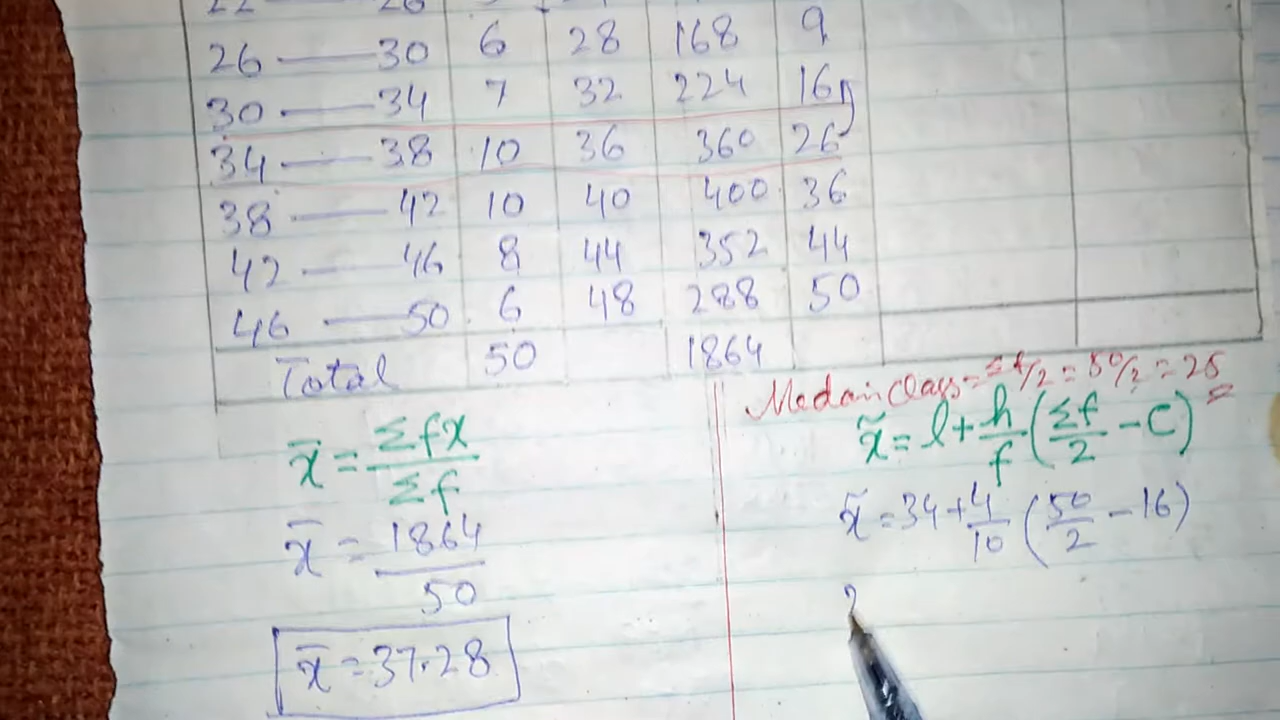 22 — 26
26 — 30 6 28 168 9
30 — 34 7 32 224 16
34 — 38 10 36 360 26
38 — 42 10 40 400 36
42 — 46 8 44 352 44
46 — 50 6 48 288 50
Total 50 1864
x̄ = Σfx / Σf
x̄ = 1864 / 50
x̄ = 37.28
Median Class = Σf/2 = 50/2 = 25
x̃ = l + h/f (Σf/2 - C)
x̃ = 34 + 4/10 (50/2 - 16)